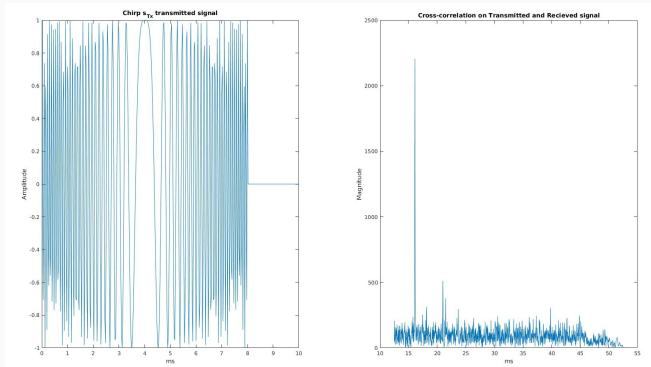 Chirp s_Tx transmitted signal
Amplitude
1
0.8
0.6
0.4
0.2
0
-0.2
-0.4
-0.6
-0.8
-1
0 1 2 3 4 5 6 7 8 9 10
ms
Cross-correlation on Transmitted and Recieved signal
Magnitude
2500
2000
1500
1000
500
0
10 15 20 25 30 35 40 45 50 55
ms